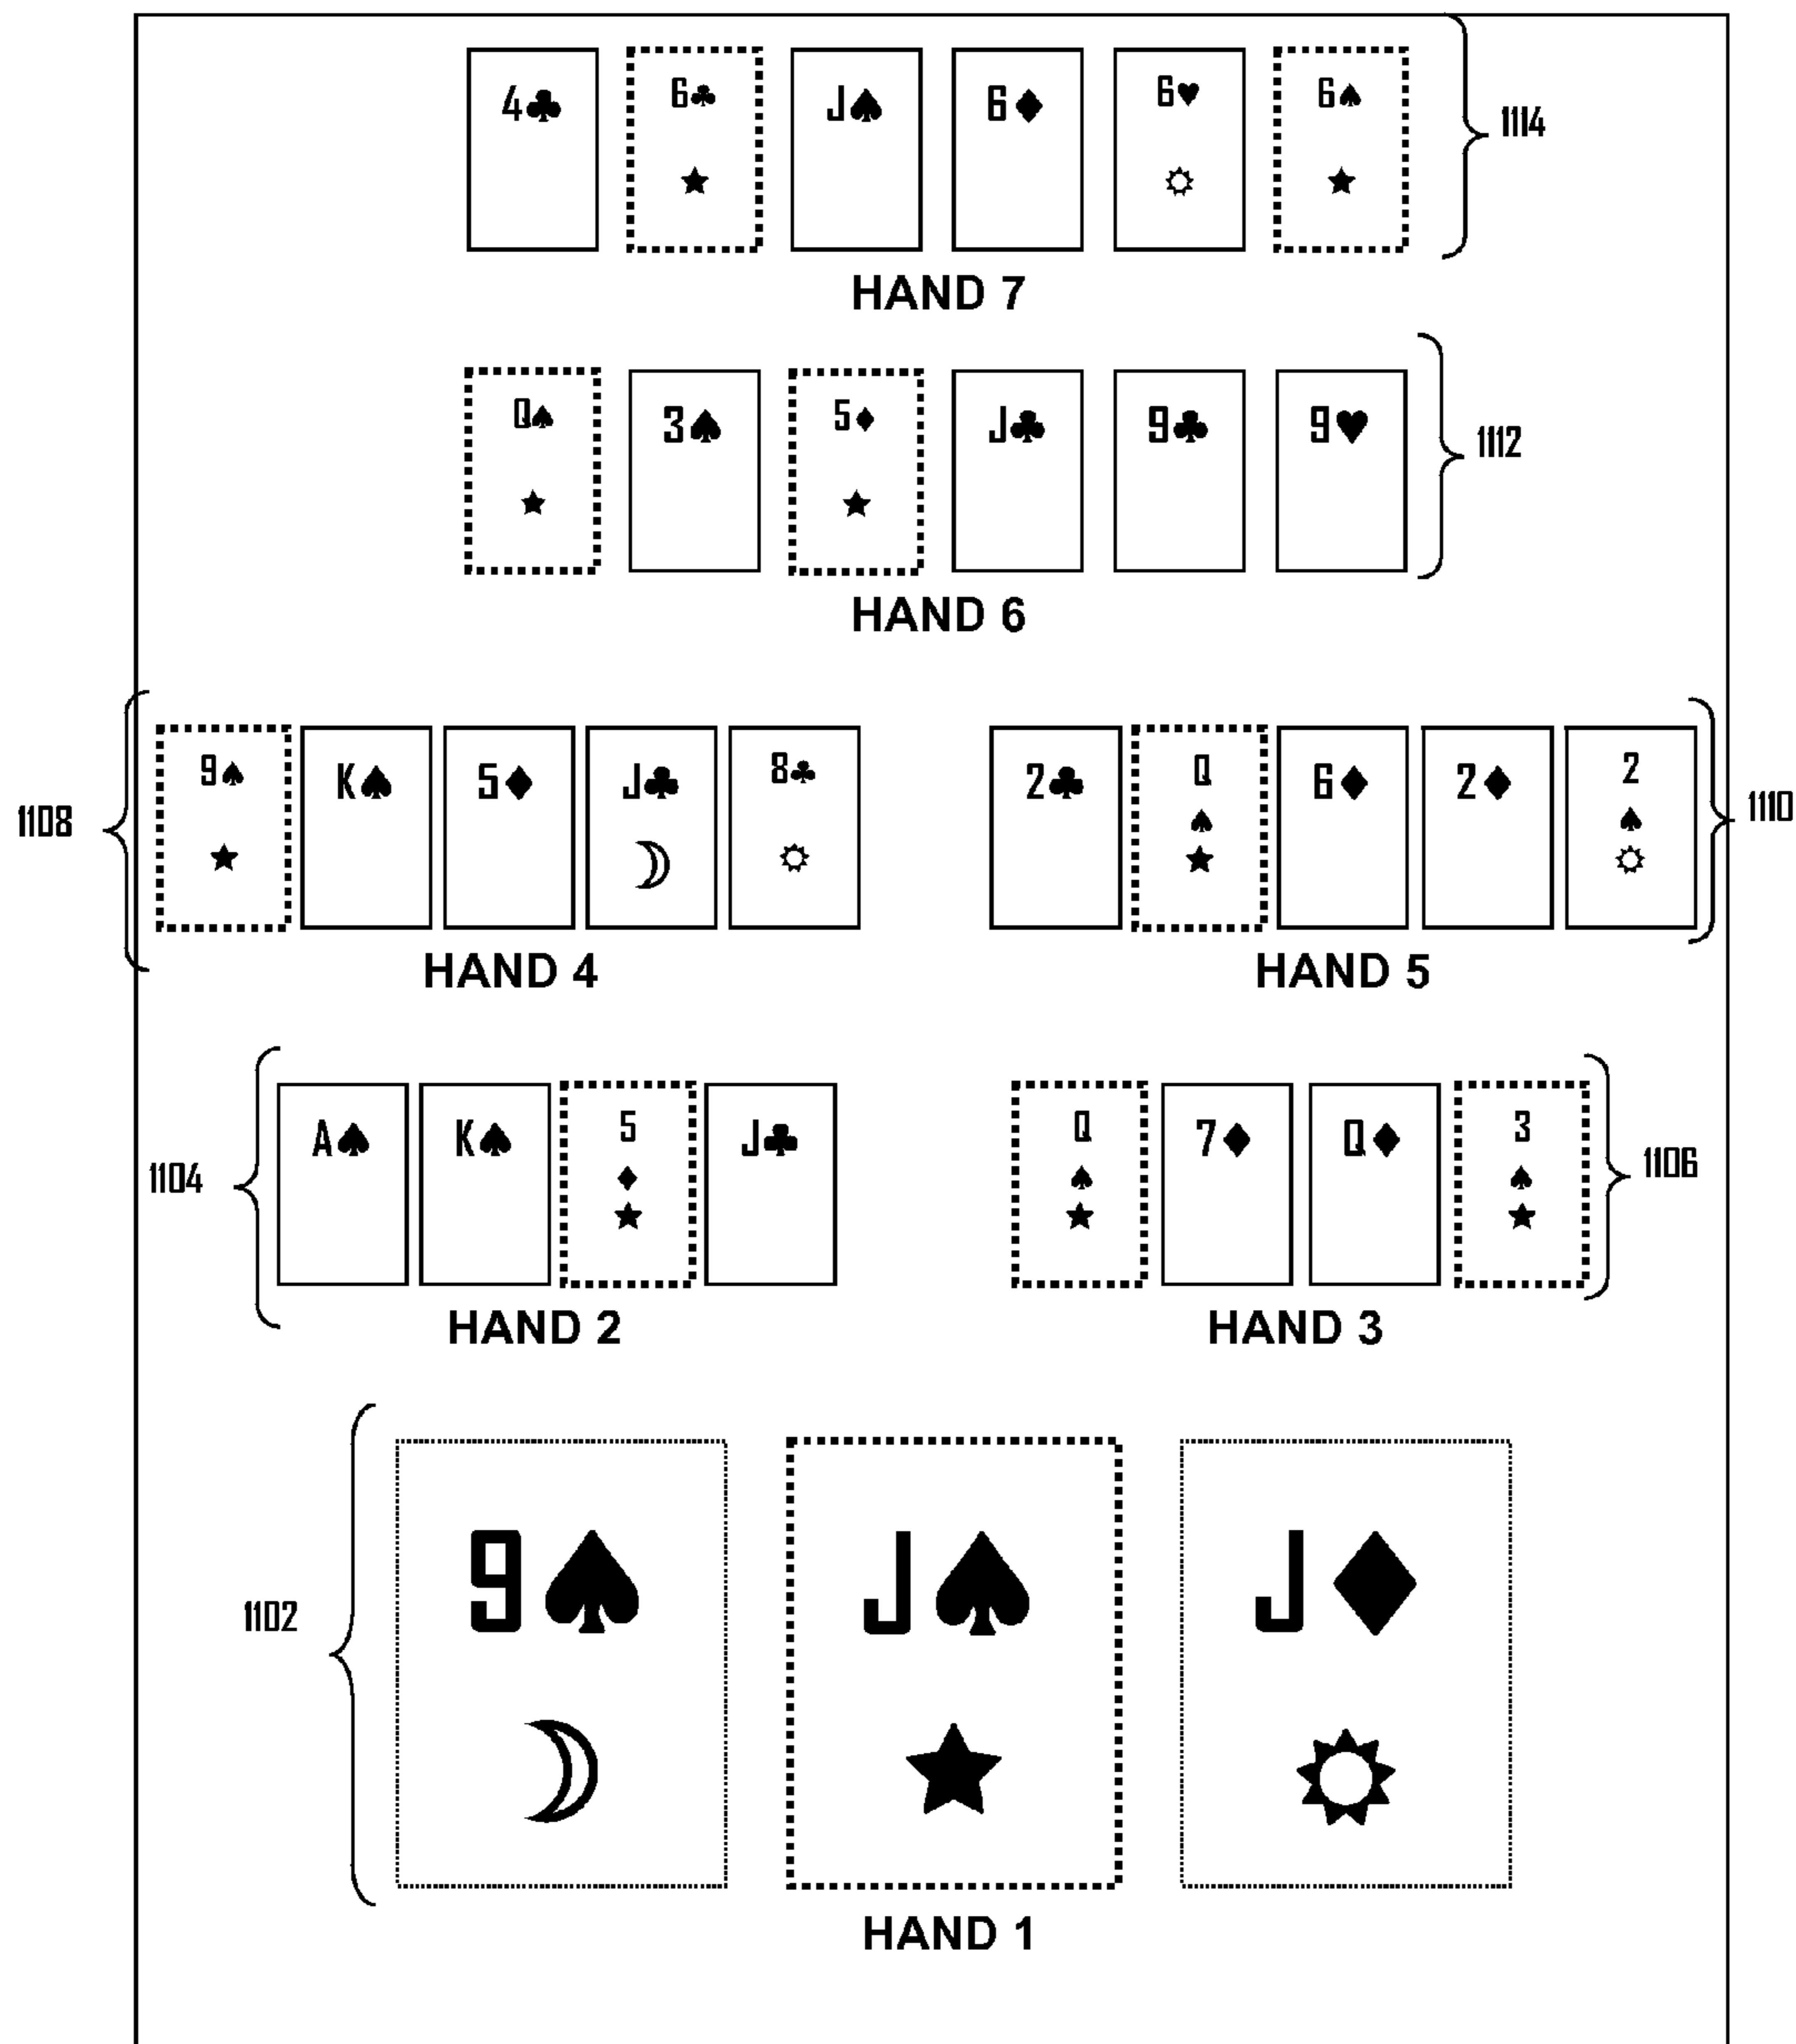 4♣ 6♣ J♠ 6♦ 6♥ 6♠
★ ★ ★
1114
HAND 7
Q♠ 3♠ 5♦ J♣ 9♣ 9♥
★ ★
1112
HAND 6
1108
9♠ K♠ 5♦ J♣ 8♣
★
HAND 4
2♣ Q♠ 6♦ 2♦ 2♠
★
1110
HAND 5
1104
A♠ K♠ 5♦ J♣
★
HAND 2
Q♠ 7♦ Q♦ 3♠
★ ★
1106
HAND 3
1102
9♠ J♠ J♦
★
HAND 1